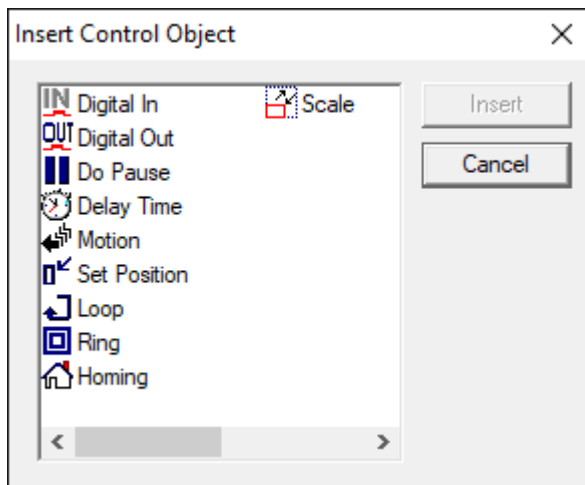 Insert Control Object
IN Digital In
OUT Digital Out
Do Pause
Delay Time
Motion
Set Position
Loop
Ring
Homing
Scale
Insert
Cancel